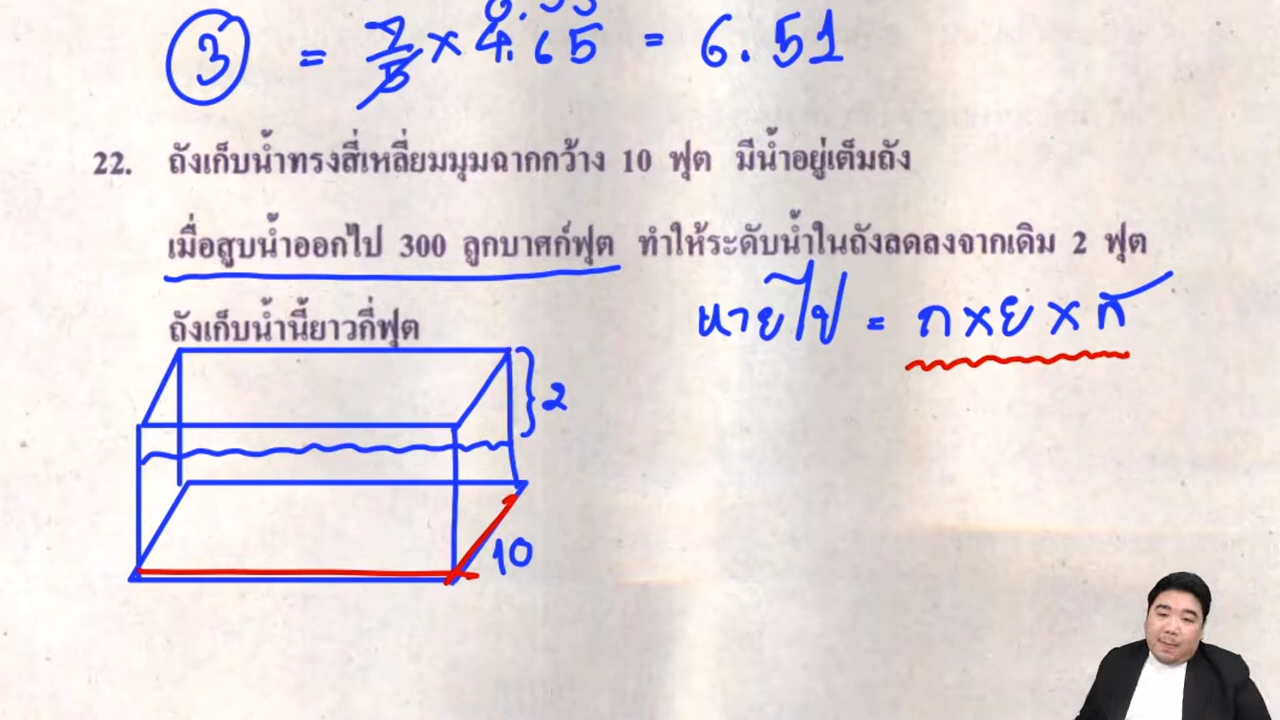 ③ = 7/5 × 4.65 = 6.51
22. ถังเก็บน้ำทรงสี่เหลี่ยมมุมฉากกว้าง 10 ฟุต มีน้ำอยู่เต็มถัง
เมื่อสูบน้ำออกไป 300 ลูกบาศก์ฟุต ทำให้ระดับน้ำในถังลดลงจากเดิม 2 ฟุต
ถังเก็บน้ำนี้ยาวกี่ฟุต
หายไป = ก × ย × ส
2
10